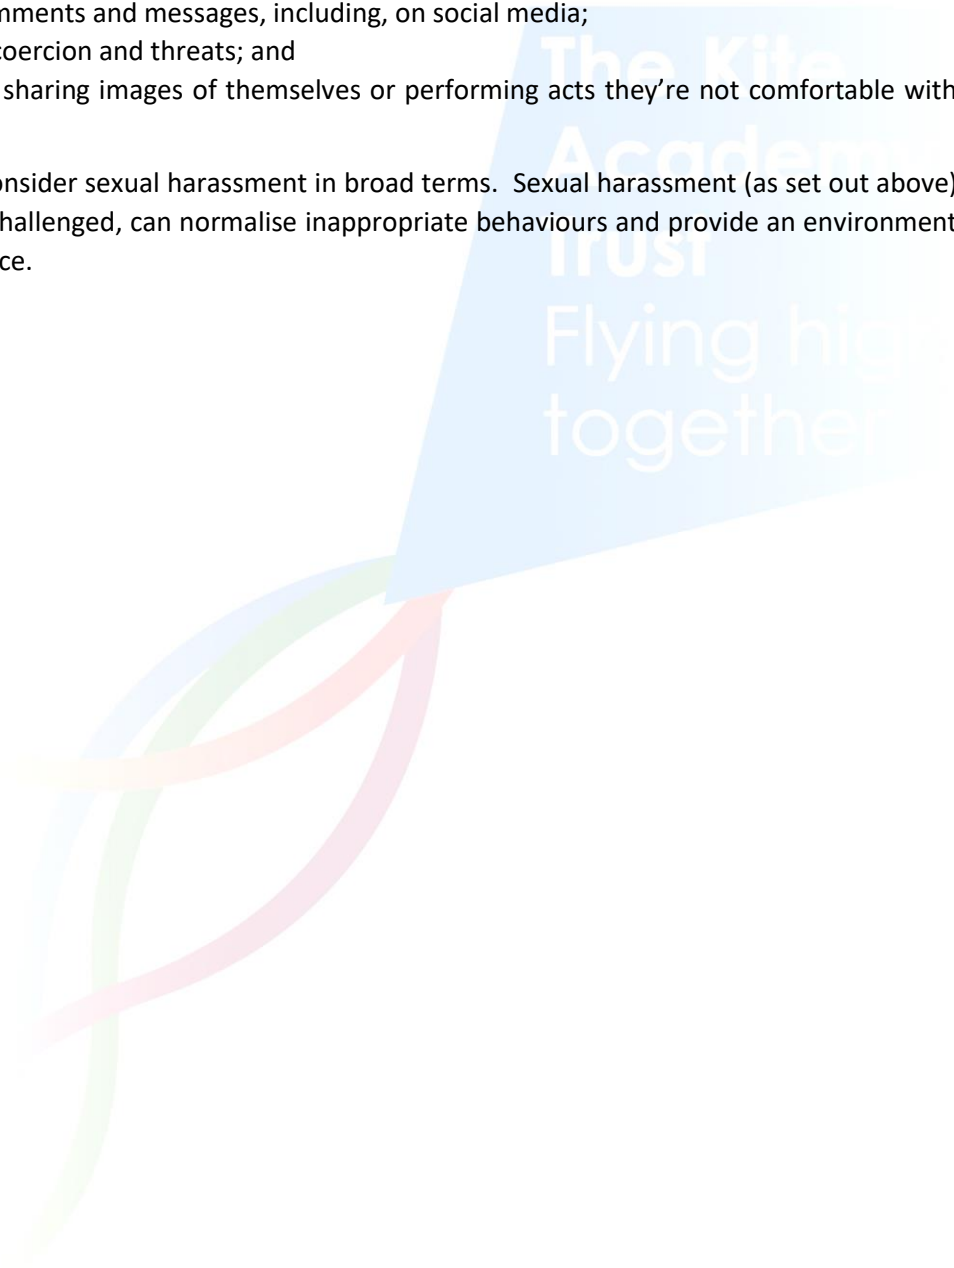 mments and messages, including, on social media;
coercion and threats; and
sharing images of themselves or performing acts they're not comfortable with
The Kite
onsider sexual harassment in broad terms.  Sexual harassment (as set out above)
Academy
hallenged, can normalise inappropriate behaviours and provide an environment
Trust
ce.
Flying high
together